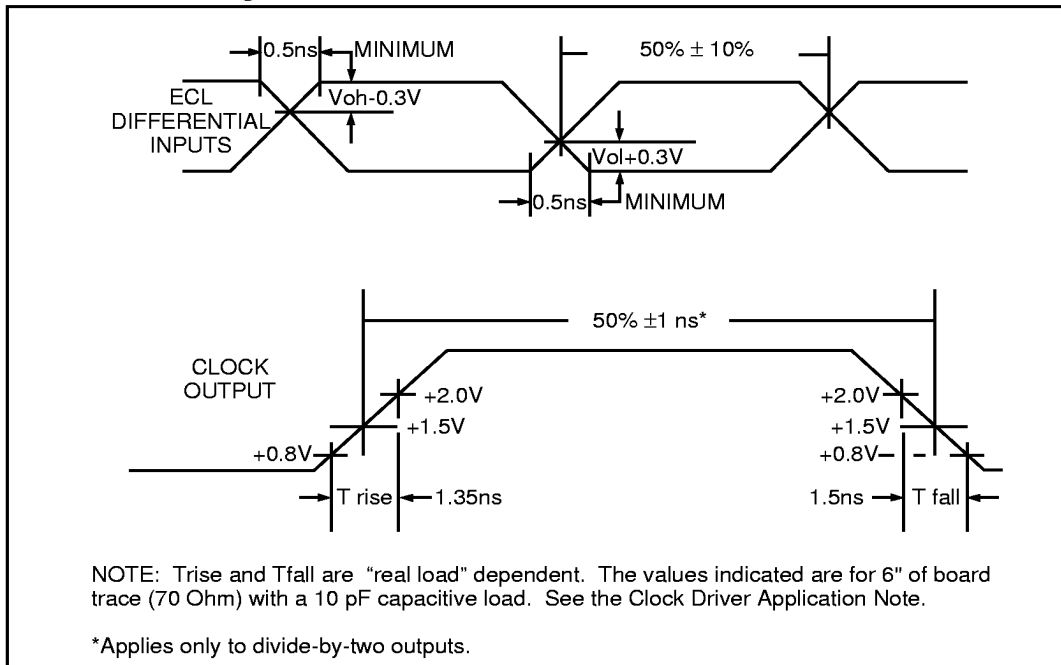 0.5ns
MINIMUM
50% ± 10%
ECL
DIFFERENTIAL
INPUTS
Voh-0.3V
Vol+0.3V
0.5ns
MINIMUM
50% ±1 ns*
CLOCK
OUTPUT
+2.0V
+2.0V
+1.5V
+1.5V
+0.8V
+0.8V
T rise
1.35ns
1.5ns
T fall
NOTE: Trise and Tfall are “real load” dependent. The values indicated are for 6" of board
trace (70 Ohm) with a 10 pF capacitive load. See the Clock Driver Application Note.
*Applies only to divide-by-two outputs.